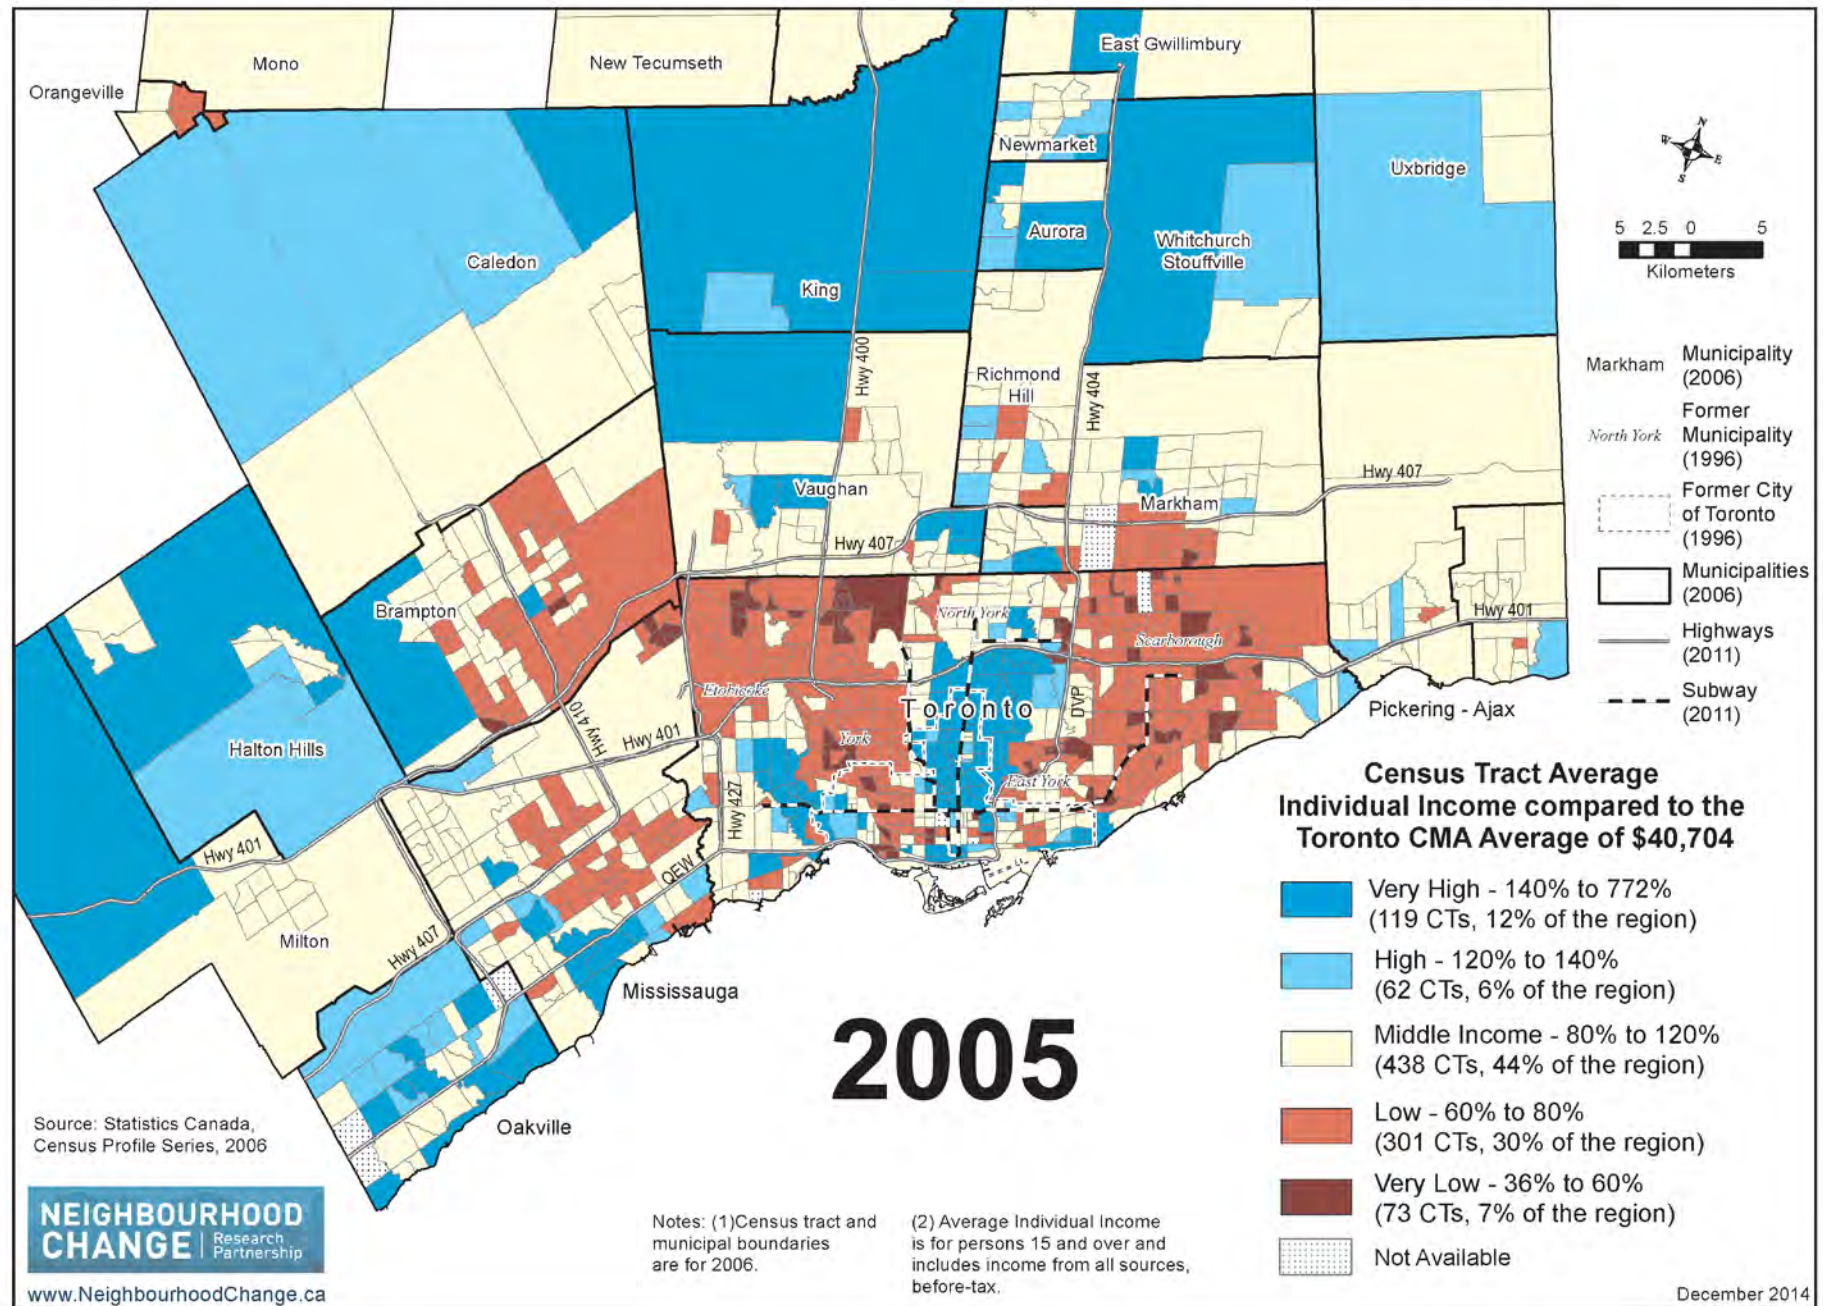 Mono
New Tecumseth
East Gwillimbury
Orangeville
Newmarket
Uxbridge
Aurora
Whitchurch
Stouffville
Caledon
King
Hwy 400
Richmond
Hill
Hwy 404
Vaughan
Markham
Hwy 407
Hwy 407
Brampton
North York
Scarborough
Hwy 401
Etobicoke
Toronto
DVP
Pickering - Ajax
Halton Hills
Hwy 410
Hwy 401
York
East York
Hwy 427
Hwy 401
QEW
Milton
Hwy 407
Mississauga
Oakville
2005
N
W
E
S
5 2.5 0 5
Kilometers
Markham
Municipality
(2006)
North York
Former
Municipality
(1996)
Former City
of Toronto
(1996)
Municipalities
(2006)
Highways
(2011)
Subway
(2011)
Census Tract Average
Individual Income compared to the
Toronto CMA Average of $40,704
Very High - 140% to 772%
(119 CTs, 12% of the region)
High - 120% to 140%
(62 CTs, 6% of the region)
Middle Income - 80% to 120%
(438 CTs, 44% of the region)
Low - 60% to 80%
(301 CTs, 30% of the region)
Very Low - 36% to 60%
(73 CTs, 7% of the region)
Not Available
Source: Statistics Canada,
Census Profile Series, 2006
NEIGHBOURHOOD
CHANGE | Research
Partnership
www.NeighbourhoodChange.ca
Notes: (1)Census tract and
municipal boundaries
are for 2006.
(2) Average Individual Income
is for persons 15 and over and
includes income from all sources,
before-tax.
December 2014